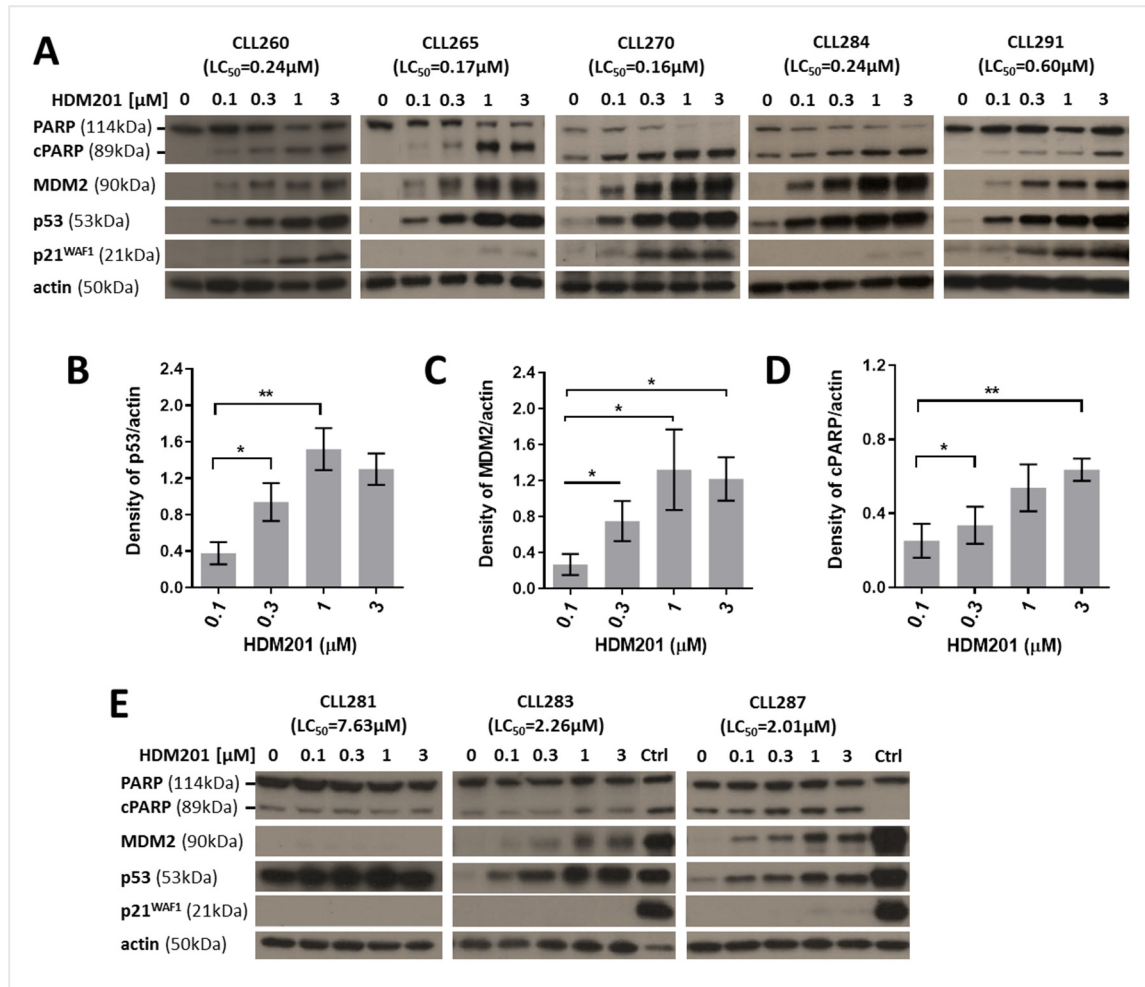 A
CLL260 CLL265 CLL270 CLL284 CLL291
(LC₅₀=0.24µM) (LC₅₀=0.17µM) (LC₅₀=0.16µM) (LC₅₀=0.24µM) (LC₅₀=0.60µM)
HDM201 [µM] 0 0.1 0.3 1 3 0 0.1 0.3 1 3 0 0.1 0.3 1 3 0 0.1 0.3 1 3 0 0.1 0.3 1 3
PARP (114kDa)
cPARP (89kDa)
MDM2 (90kDa)
p53 (53kDa)
p21ᵂᴬᶠ¹ (21kDa)
actin (50kDa)
B
Density of p53/actin
2.4
2.0
1.6
1.2
0.8
0.4
0.0
* **
0.1 0.3 1 3
HDM201 (µM)
C
Density of MDM2/actin
2.4
2.0
1.6
1.2
0.8
0.4
0.0
* * *
0.1 0.3 1 3
HDM201 (µM)
D
Density of cPARP/actin
1.2
0.8
0.4
0.0
* **
0.1 0.3 1 3
HDM201 (µM)
E
CLL281 CLL283 CLL287
(LC₅₀=7.63µM) (LC₅₀=2.26µM) (LC₅₀=2.01µM)
HDM201 [µM] 0 0.1 0.3 1 3 0 0.1 0.3 1 3 Ctrl 0 0.1 0.3 1 3 Ctrl
PARP (114kDa)
cPARP (89kDa)
MDM2 (90kDa)
p53 (53kDa)
p21ᵂᴬᶠ¹ (21kDa)
actin (50kDa)